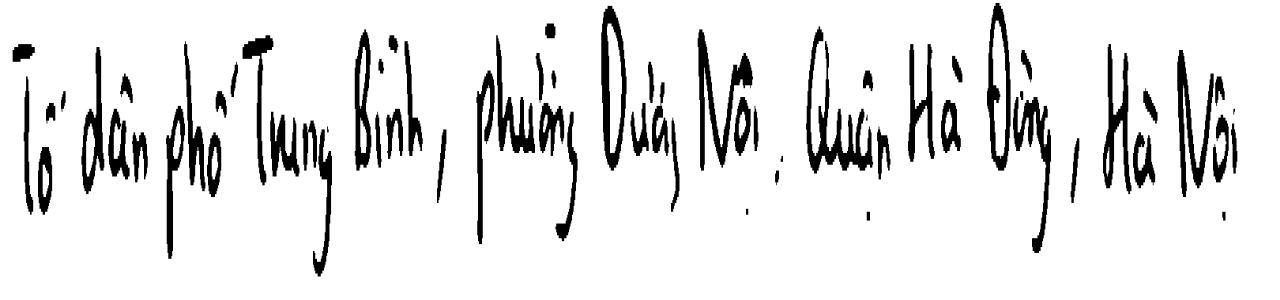 Tổ dân phố Trung Bình, phường Dương Nội, Quận Hà Đông, Hà Nội